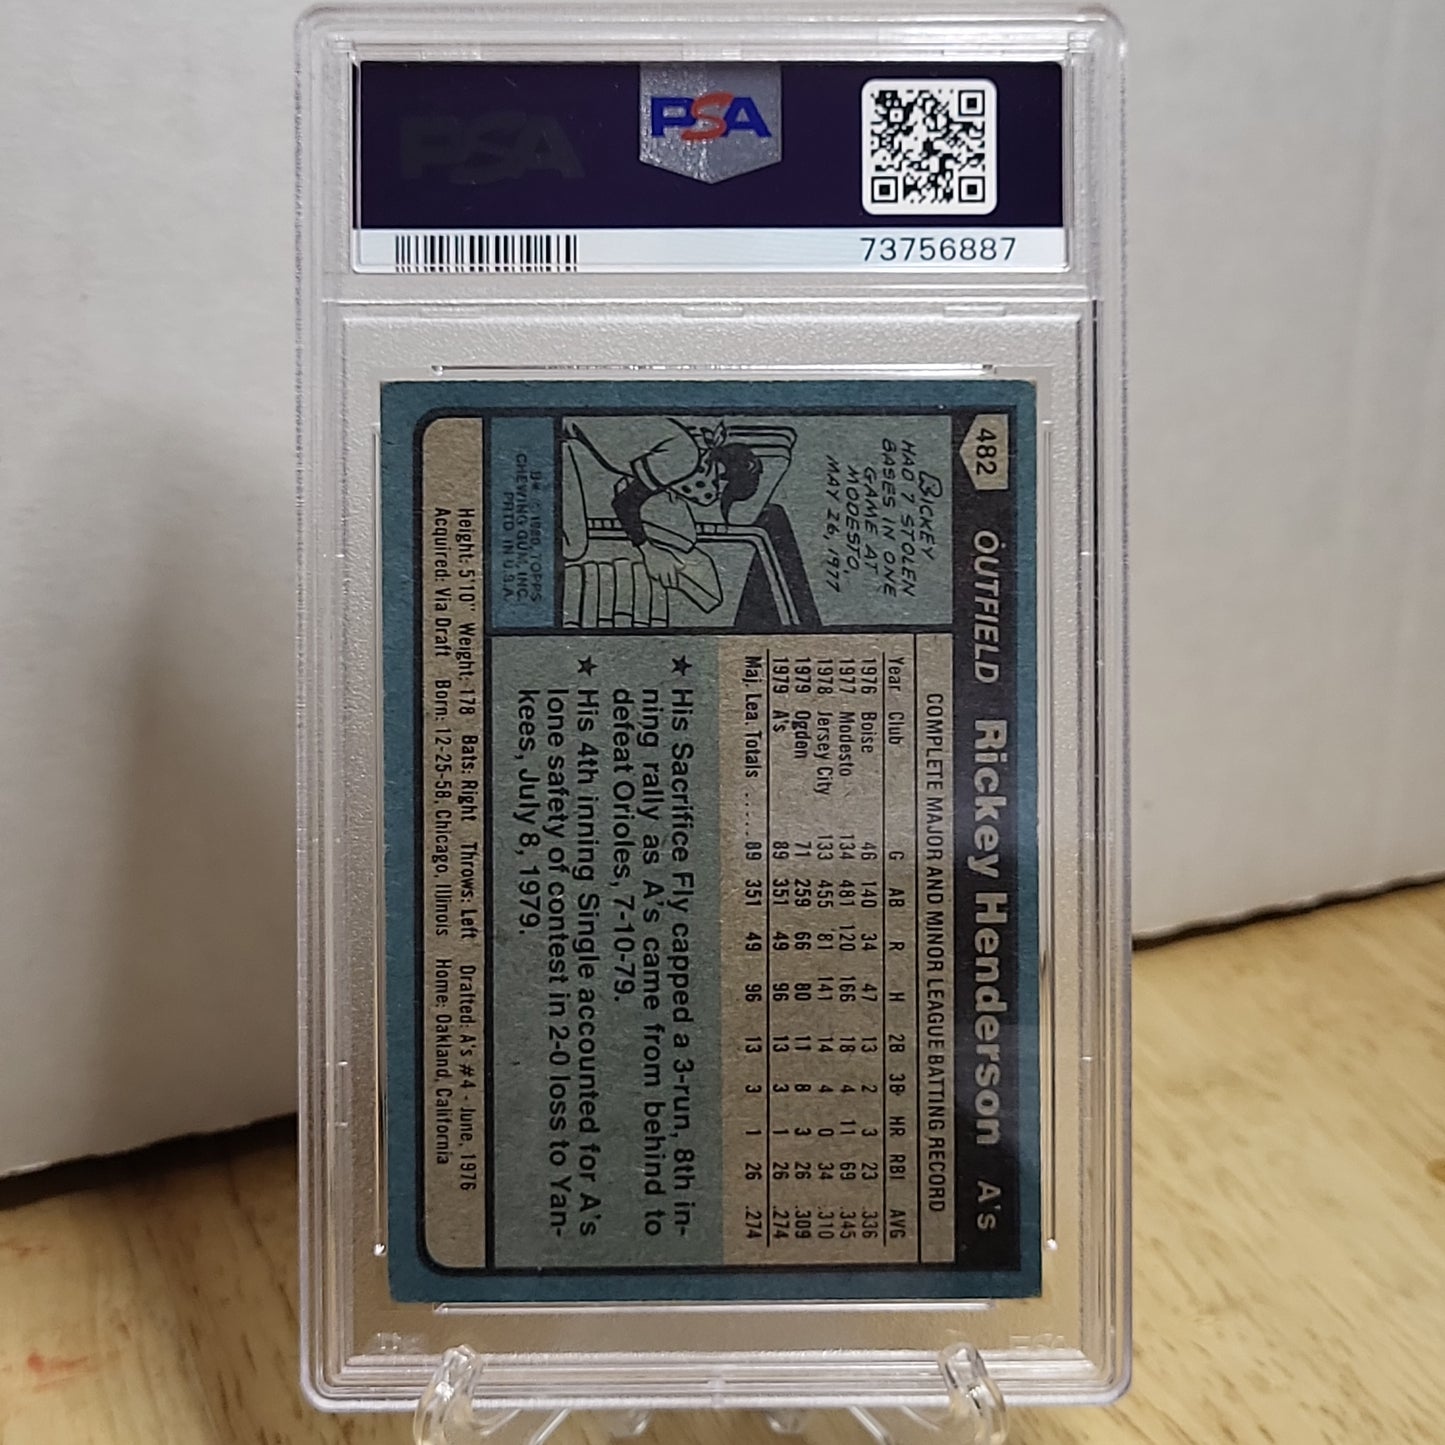 PSA
PSA
73756887
482 OUTFIELD Rickey Henderson A's
RICKEY
HAD 7 STOLEN
BASES IN ONE
GAME AT
MODESTO,
MAY 26, 1977
B* © 1980, TOPPS
CHEWING GUM, INC.
PRTD. IN U.S.A.
COMPLETE MAJOR AND MINOR LEAGUE BATTING RECORD
Year Club G AB R H 2B 3B HR RBI AVG
1976 Boise 46 140 34 47 13 2 3 23 .336
1977 Modesto 134 481 120 166 18 4 11 69 .345
1978 Jersey City 133 455 81 141 14 4 0 34 .310
1979 Ogden 71 259 66 80 11 8 3 26 .309
1979 A's 89 351 49 96 13 3 1 26 .274
Maj. Lea. Totals ..... 89 351 49 96 13 3 1 26 .274
★ His Sacrifice Fly capped a 3-run, 8th in-
ning rally as A's came from behind to
defeat Orioles, 7-10-79.
★ His 4th inning Single accounted for A's
lone safety of contest in 2-0 loss to Yan-
kees, July 8, 1979.
Height: 5'10" Weight: 178 Bats: Right Throws: Left Drafted: A's #4 - June, 1976
Acquired: Via Draft Born: 12-25-58, Chicago, Illinois Home: Oakland, California